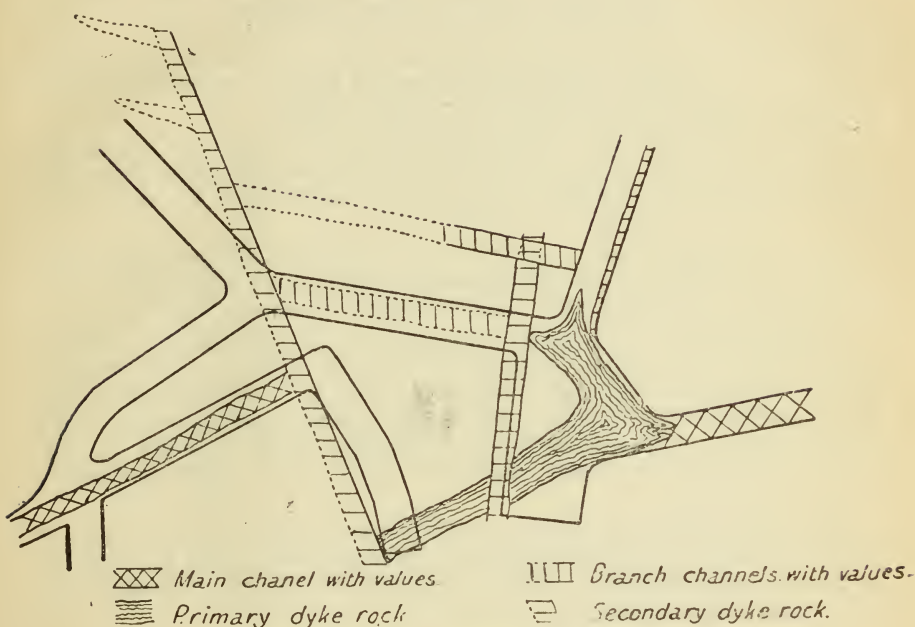 Main chanel with values
Branch channels. with values.
Primary dyke rock
Secondary dyke rock.